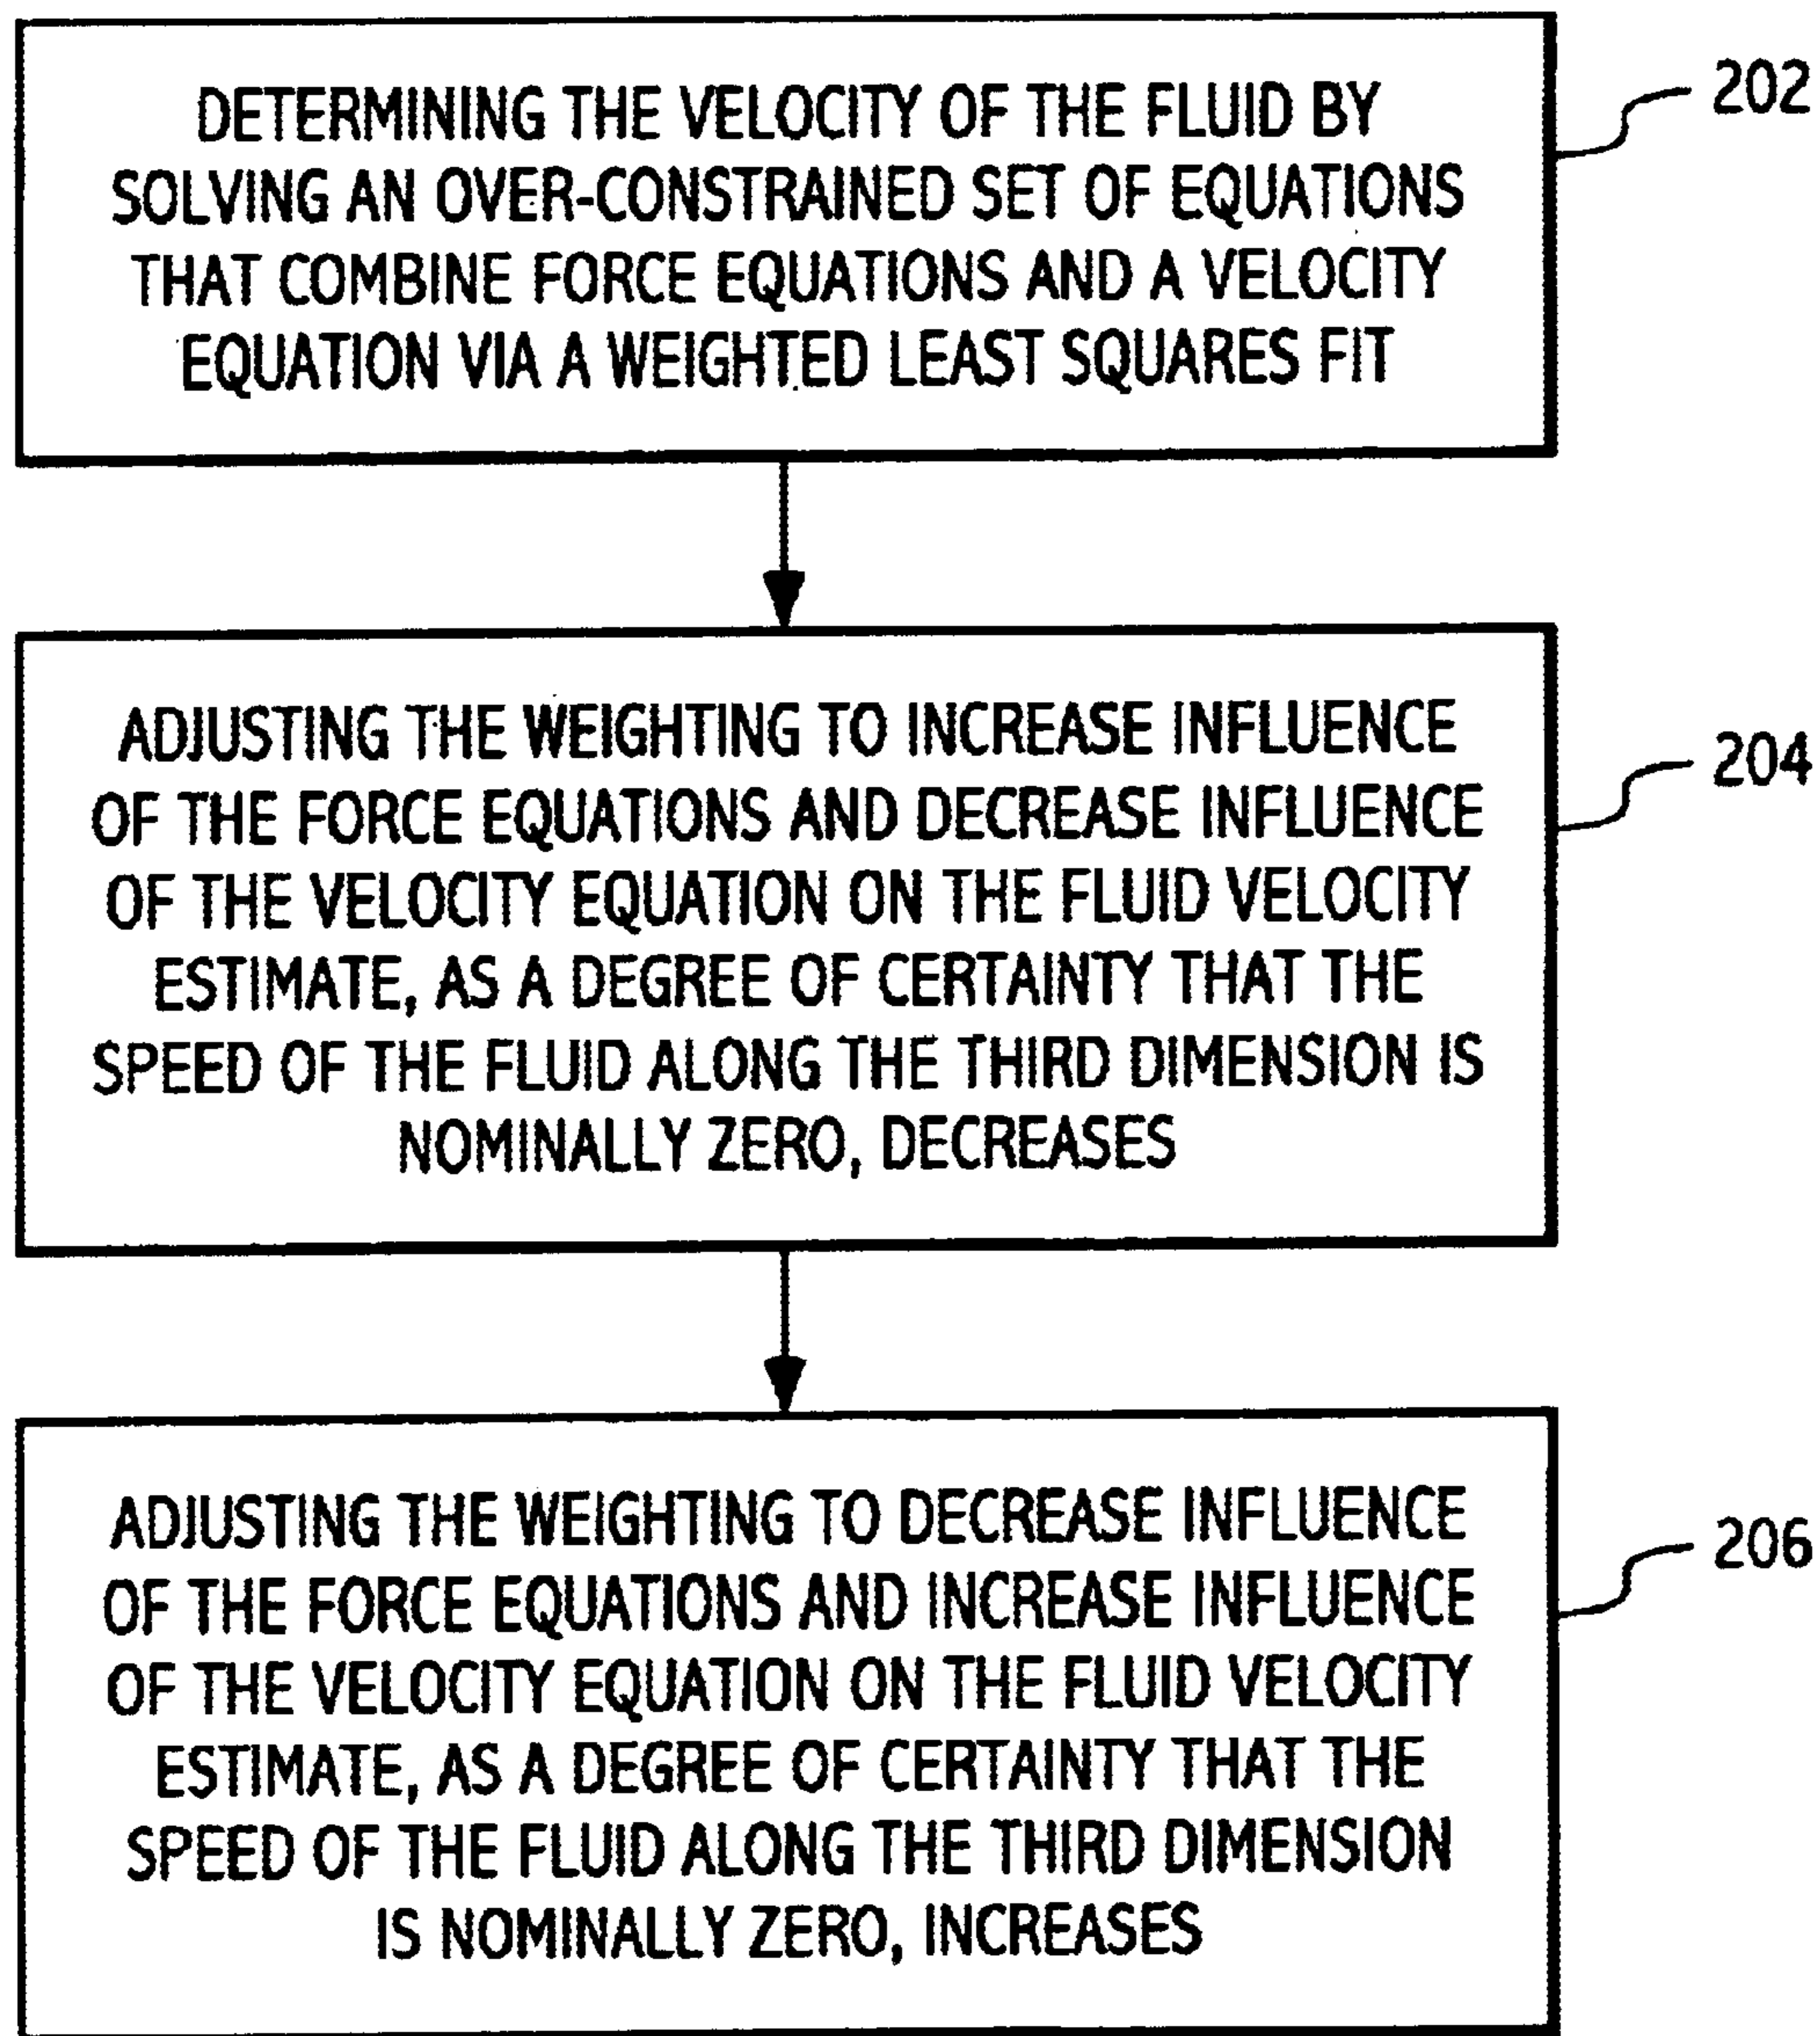 DETERMINING THE VELOCITY OF THE FLUID BY
SOLVING AN OVER-CONSTRAINED SET OF EQUATIONS
THAT COMBINE FORCE EQUATIONS AND A VELOCITY
EQUATION VIA A WEIGHTED LEAST SQUARES FIT
202
ADJUSTING THE WEIGHTING TO INCREASE INFLUENCE
OF THE FORCE EQUATIONS AND DECREASE INFLUENCE
OF THE VELOCITY EQUATION ON THE FLUID VELOCITY
ESTIMATE, AS A DEGREE OF CERTAINTY THAT THE
SPEED OF THE FLUID ALONG THE THIRD DIMENSION IS
NOMINALLY ZERO, DECREASES
204
ADJUSTING THE WEIGHTING TO DECREASE INFLUENCE
OF THE FORCE EQUATIONS AND INCREASE INFLUENCE
OF THE VELOCITY EQUATION ON THE FLUID VELOCITY
ESTIMATE, AS A DEGREE OF CERTAINTY THAT THE
SPEED OF THE FLUID ALONG THE THIRD DIMENSION
IS NOMINALLY ZERO, INCREASES
206